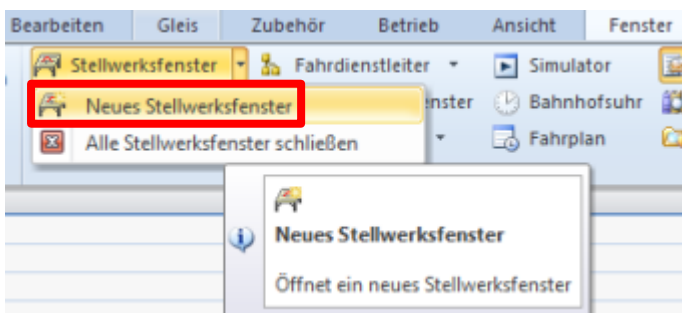 Bearbeiten Gleis Zubehör Betrieb Ansicht Fenster
Stellwerksfenster Fahrdienstleiter Simulator
Neues Stellwerksfenster nster Bahnhofsuhr
Alle Stellwerksfenster schließen Fahrplan
Neues Stellwerksfenster
Öffnet ein neues Stellwerksfenster